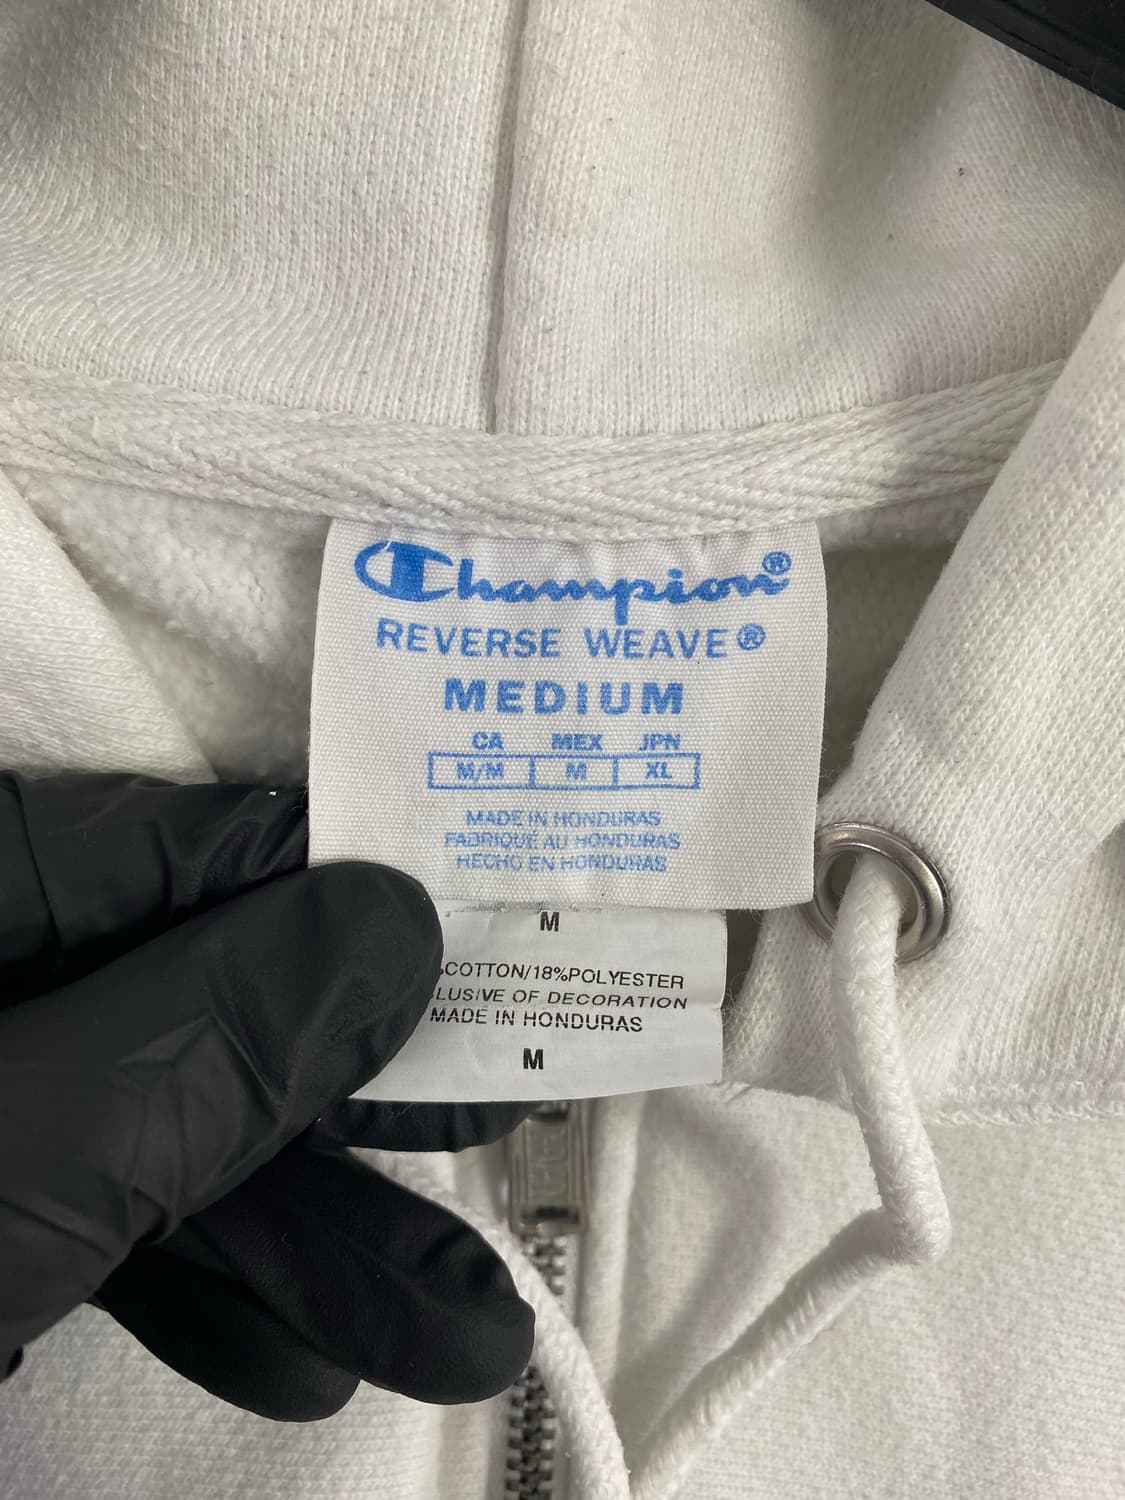 Champion®
REVERSE WEAVE®
MEDIUM
CA MEX JPN
M/M M XL
MADE IN HONDURAS
FABRIQUÉ AU HONDURAS
HECHO EN HONDURAS
M
COTTON/18%POLYESTER
LUSIVE OF DECORATION
MADE IN HONDURAS
M